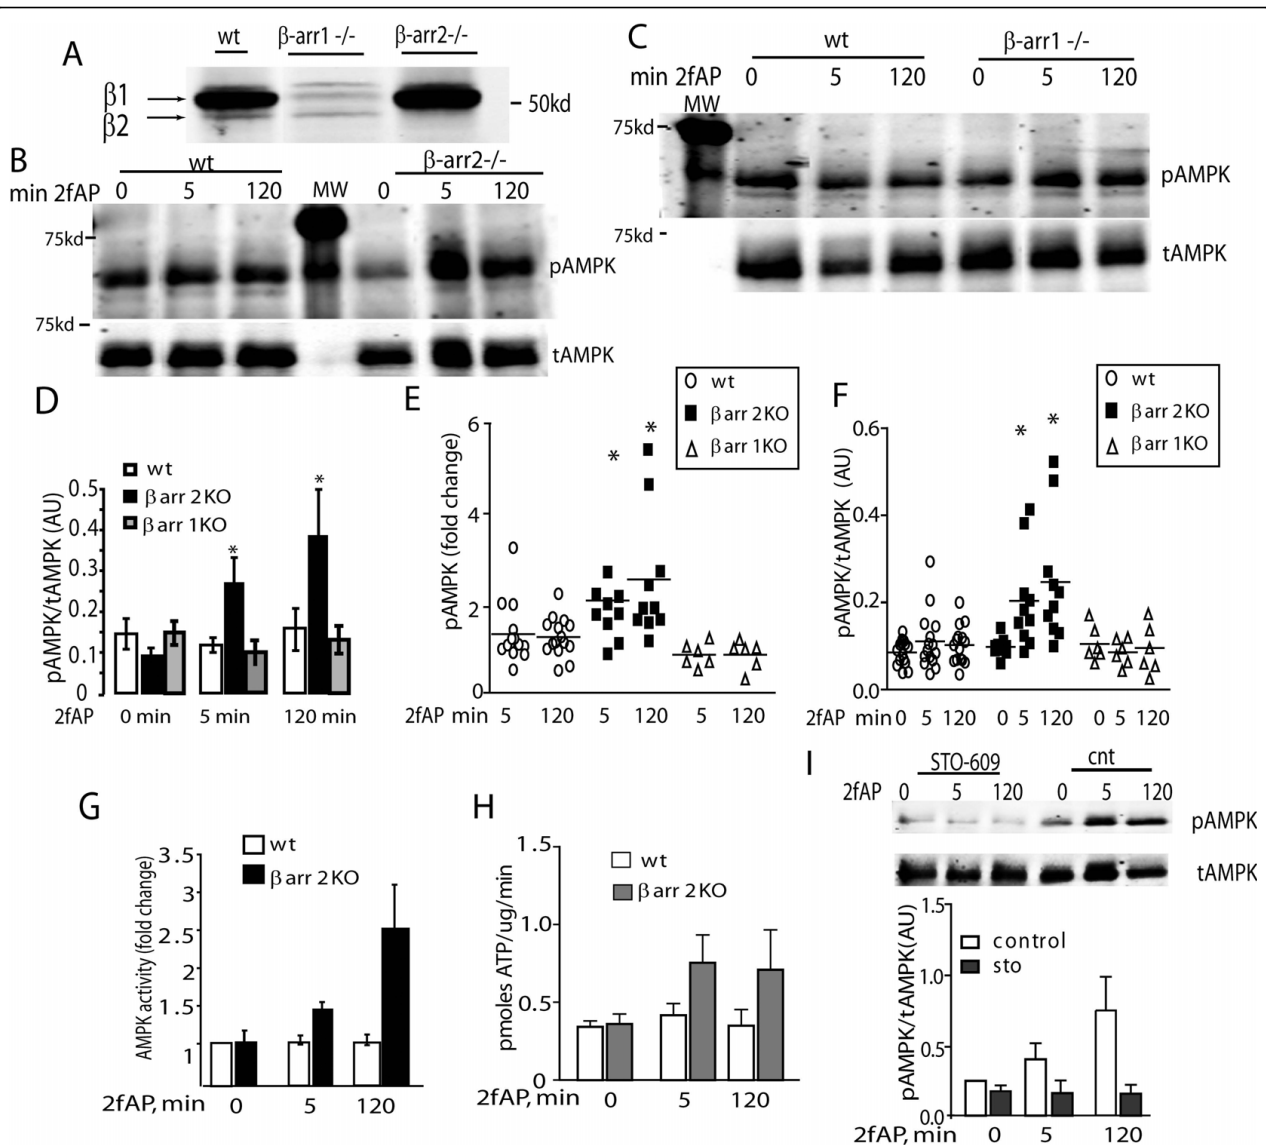 A
wt
β-arr1 -/-
β-arr2-/-
β1
β2
50kd
B
wt
β-arr2-/-
min 2fAP
0
5
120
MW
0
5
120
75kd
pAMPK
75kd
tAMPK
C
wt
β-arr1 -/-
min 2fAP
0
5
120
0
5
120
MW
75kd
pAMPK
75kd
tAMPK
D
wt
β arr 2KO
β arr 1KO
pAMPK/tAMPK (AU)
0.5
0.4
0.3
0.2
0.1
0
*
*
2fAP
0 min
5 min
120 min
E
wt
β arr 2KO
β arr 1KO
pAMPK (fold change)
6
4
2
0
*
*
2fAP min
5
120
5
120
5
120
F
wt
β arr 2KO
β arr 1KO
pAMPK/tAMPK (AU)
0.6
0.4
0.2
0.0
*
*
2fAP min
0
5
120
0
5
120
0
5
120
G
wt
β arr 2KO
AMPK activity (fold change)
3.5
3
2.5
2
1.5
1
2fAP, min
0
5
120
H
wt
β arr 2KO
pmoles ATP/ug/min
1.5
1.0
0.5
0
2fAP, min
0
5
120
I
STO-609
cnt
2fAP
0
5
120
0
5
120
pAMPK
tAMPK
control
sto
pAMPK/tAMPK(AU)
1.5
1.0
0.5
0.0
2fAP, min
0
5
120